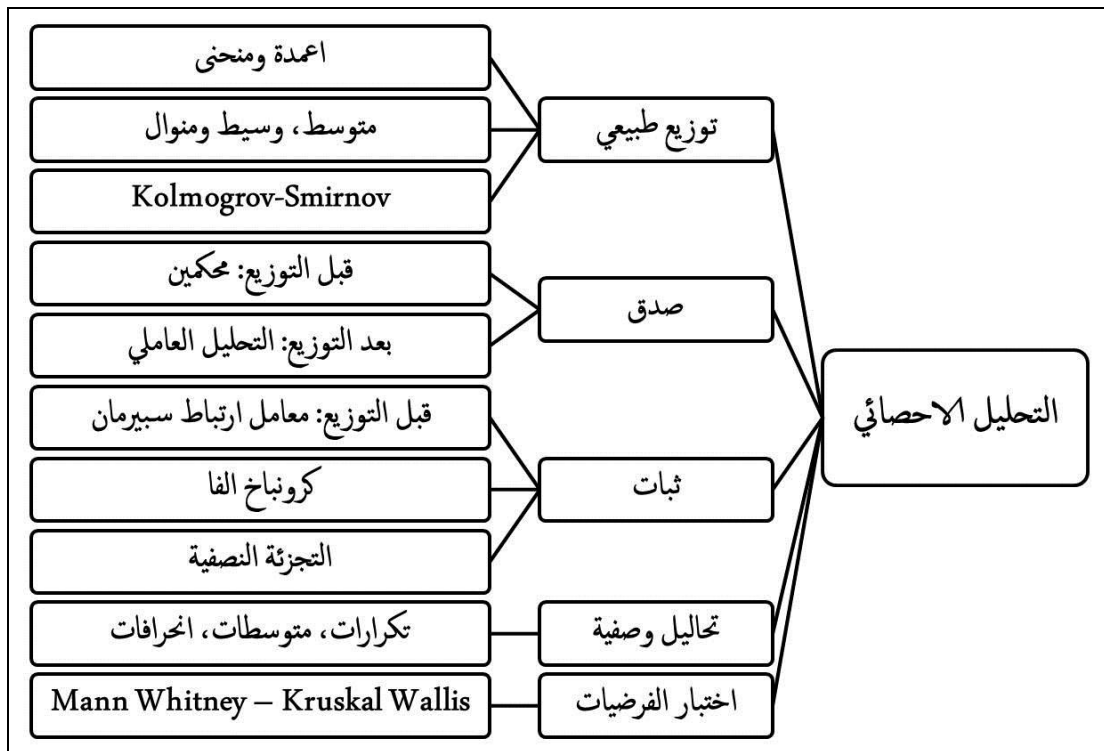 التحليل الاحصائي
توزيع طبيعي
اعمدة ومنحنى
متوسط، وسيط ومنوال
Kolmogrov-Smirnov
صدق
قبل التوزيع: محكمين
بعد التوزيع: التحليل العاملي
ثبات
قبل التوزيع: معامل ارتباط سبيرمان
كرونباخ الفا
التجزئة النصفية
تحاليل وصفية
تكرارات، متوسطات، انحرافات
اختبار الفرضيات
Mann Whitney – Kruskal Wallis